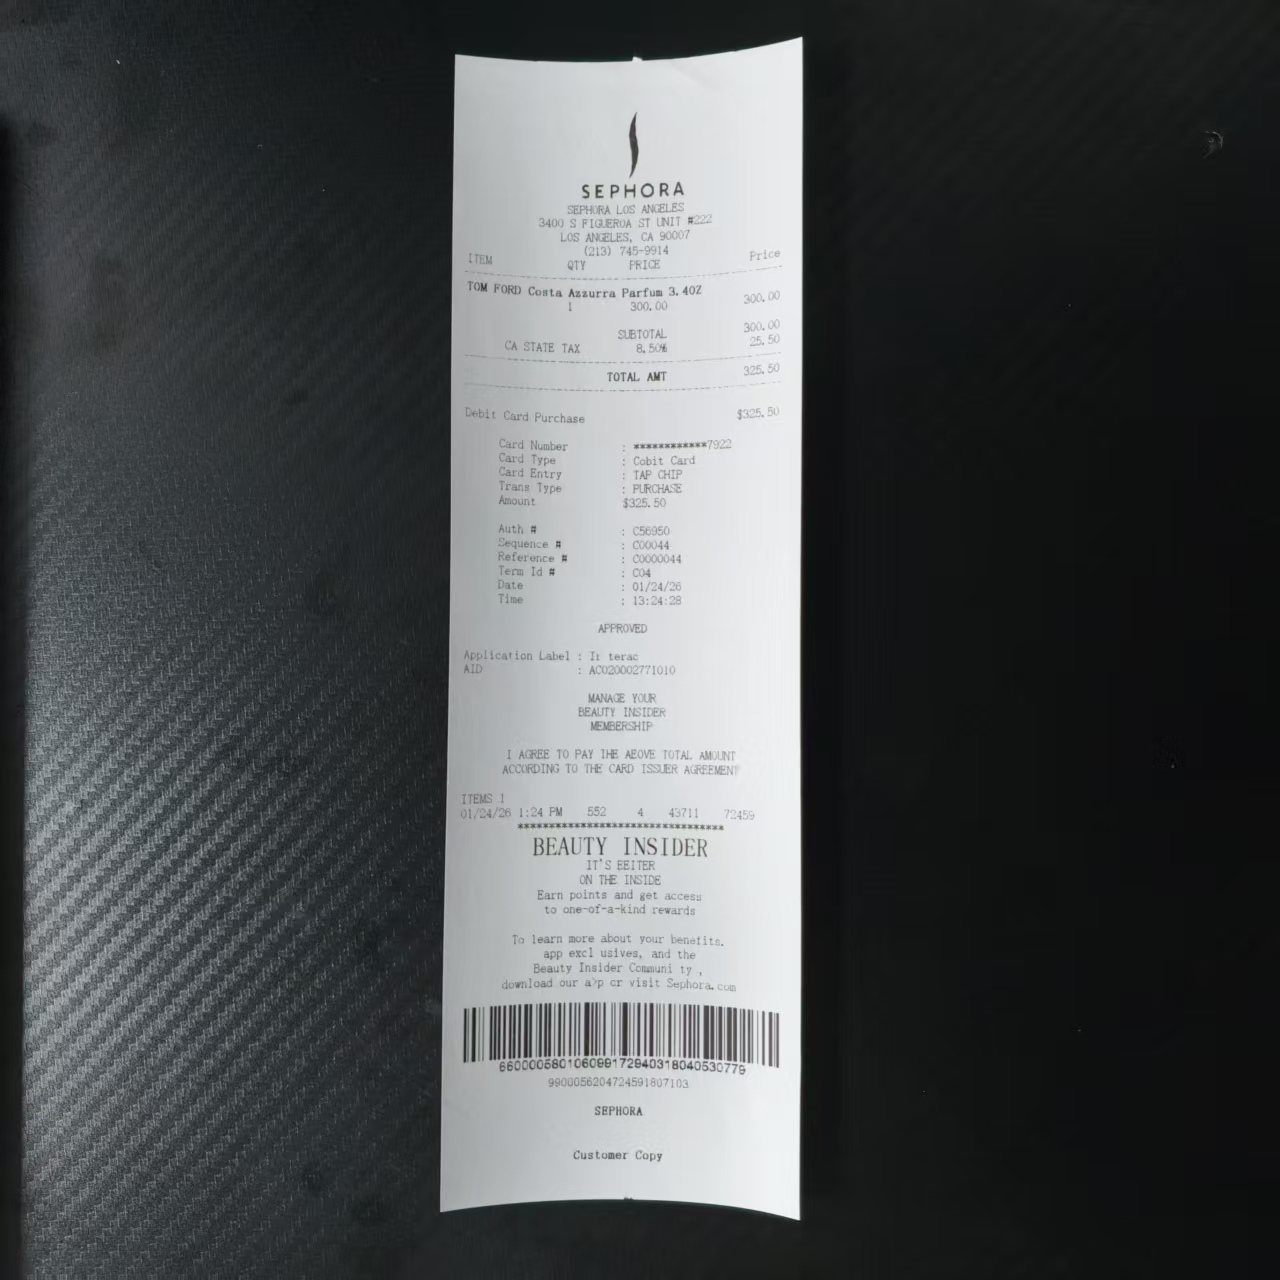 SEPHORA
SEPHORA LOS ANGELES
3400 S FIGUEROA ST UNIT #222
LOS ANGELES, CA 90007
(213) 745-9914
ITEM QTY PRICE Price
TOM FORD Costa Azzurra Parfum 3.4OZ
1 300.00 300.00
SUBTOTAL 300.00
CA STATE TAX 8.50% 25.50
TOTAL AMT 325.50
Debit Card Purchase $325.50
Card Number : ************7922
Card Type : Cobit Card
Card Entry : TAP CHIP
Trans Type : PURCHASE
Amount $325.50
Auth # : C56950
Sequence # : C00044
Reference # : C0000044
Term Id # : C04
Date : 01/24/26
Time : 13:24:28
APPROVED
Application Label : It terac
AID : AC020002771010
MANAGE YOUR
BEAUTY INSIDER
MEMBERSHIP
I AGREE TO PAY THE AEOVE TOTAL AMOUNT
ACCORDING TO THE CARD ISSUER AGREEMENT
ITEMS 1
01/24/26 1:24 PM 552 4 43711 72459
************************************
BEAUTY INSIDER
IT'S EEITER
ON THE INSIDE
Earn points and get access
to one-of-a-kind rewards
To learn more about your benefits,
app excl usives, and the
Beauty Insider Communi ty ,
download our a>p cr visit Sephora.com
6600005801060991729403180405307​79
9900056204724591807103
SEPHORA
Customer Copy